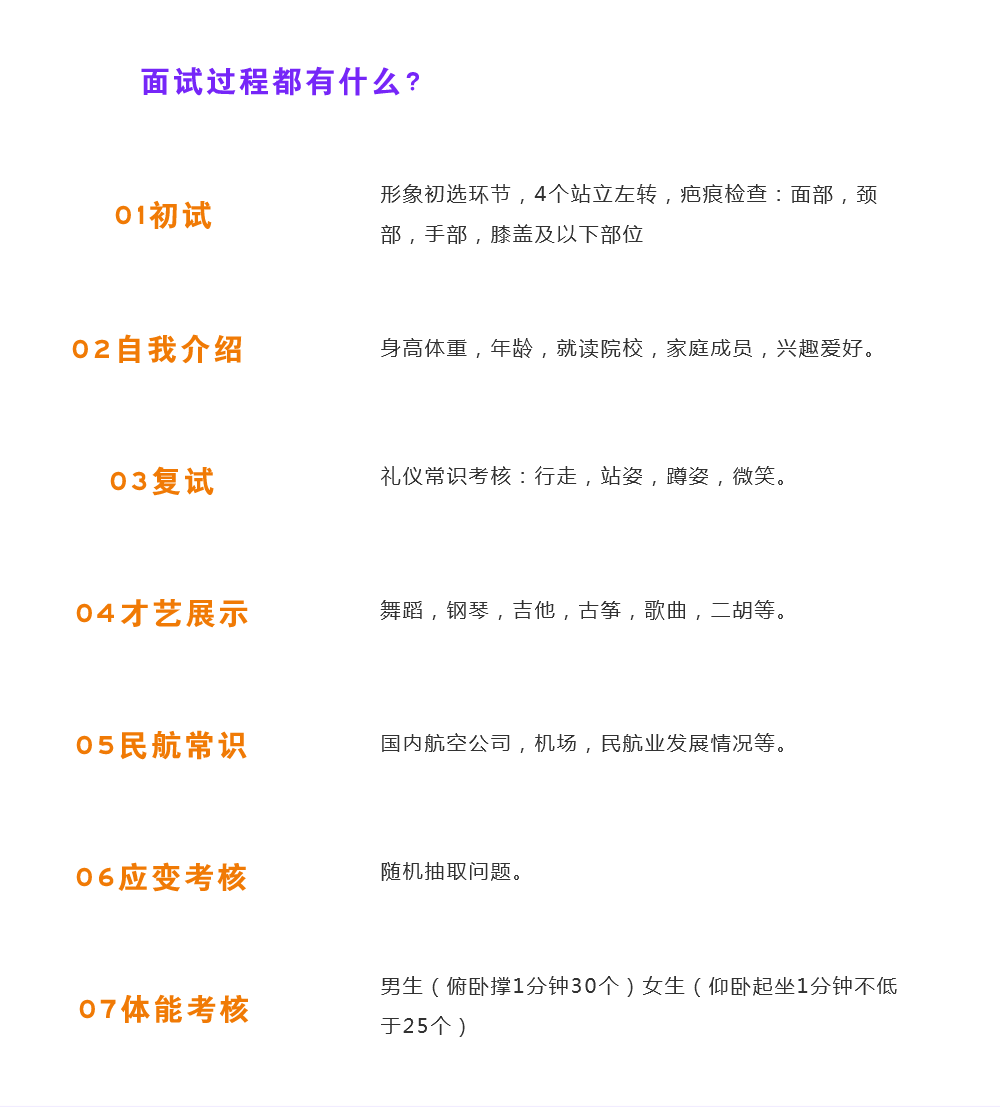 面试过程都有什么?
01初试
形象初选环节，4个站立左转，疤痕检查：面部，颈
部，手部，膝盖及以下部位
02自我介绍
身高体重，年龄，就读院校，家庭成员，兴趣爱好。
03复试
礼仪常识考核：行走，站姿，蹲姿，微笑。
04才艺展示
舞蹈，钢琴，吉他，古筝，歌曲，二胡等。
05民航常识
国内航空公司，机场，民航业发展情况等。
06应变考核
随机抽取问题。
07体能考核
男生（俯卧撑1分钟30个）女生（仰卧起坐1分钟不低
于25个）